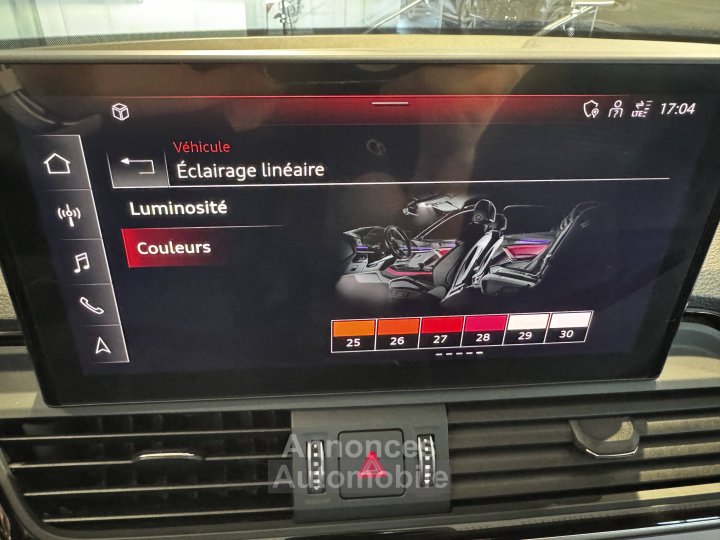 LTE 17:04
Véhicule
Éclairage linéaire
Luminosité
Couleurs
25 26 27 28 29 30
Annonce
Automobile